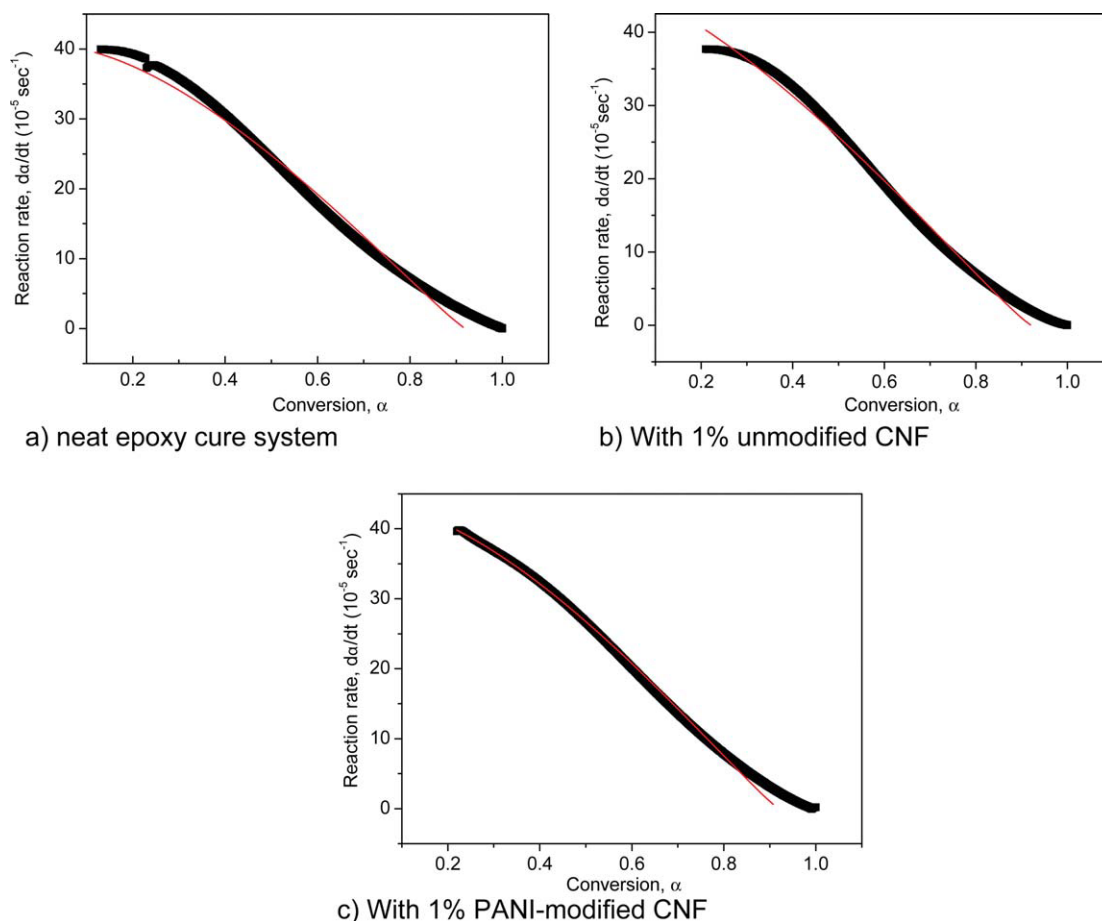 40
30
20
10
0
0.2 0.4 0.6 0.8 1.0
Reaction rate, dα/dt (10⁻⁵ sec⁻¹)
Conversion, α
a) neat epoxy cure system
40
30
20
10
0
0.2 0.4 0.6 0.8 1.0
Reaction rate, dα/dt (10⁻⁵sec⁻¹)
Conversion, α
b) With 1% unmodified CNF
40
30
20
10
0
0.2 0.4 0.6 0.8 1.0
Reaction rate, dα/dt (10⁻⁵ sec⁻¹)
Conversion, α
c) With 1% PANI-modified CNF